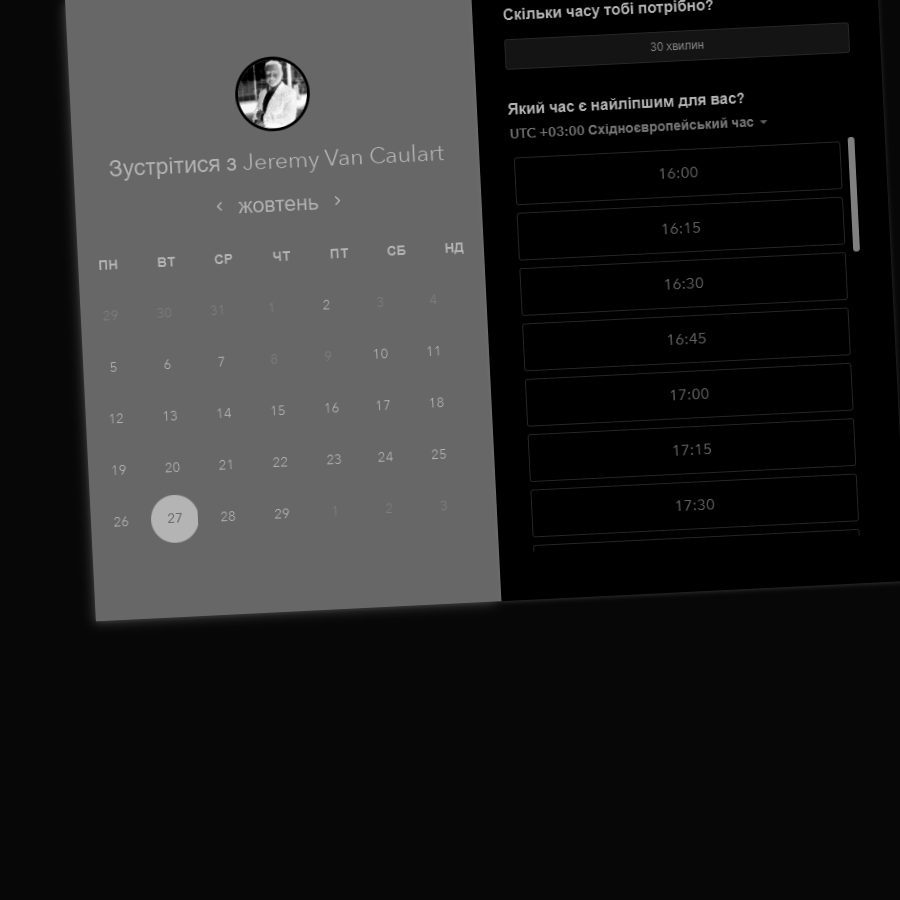 Зустрітися з Jeremy Van Caulart
‹ жовтень ›
ПН ВТ СР ЧТ ПТ СБ НД
29 30 31 1 2 3 4
5 6 7 8 9 10 11
12 13 14 15 16 17 18
19 20 21 22 23 24 25
26 27 28 29 1 2 3
Скільки часу тобі потрібно?
30 хвилин
Який час є найліпшим для вас?
UTC +03:00 Східноєвропейський час
16:00
16:15
16:30
16:45
17:00
17:15
17:30